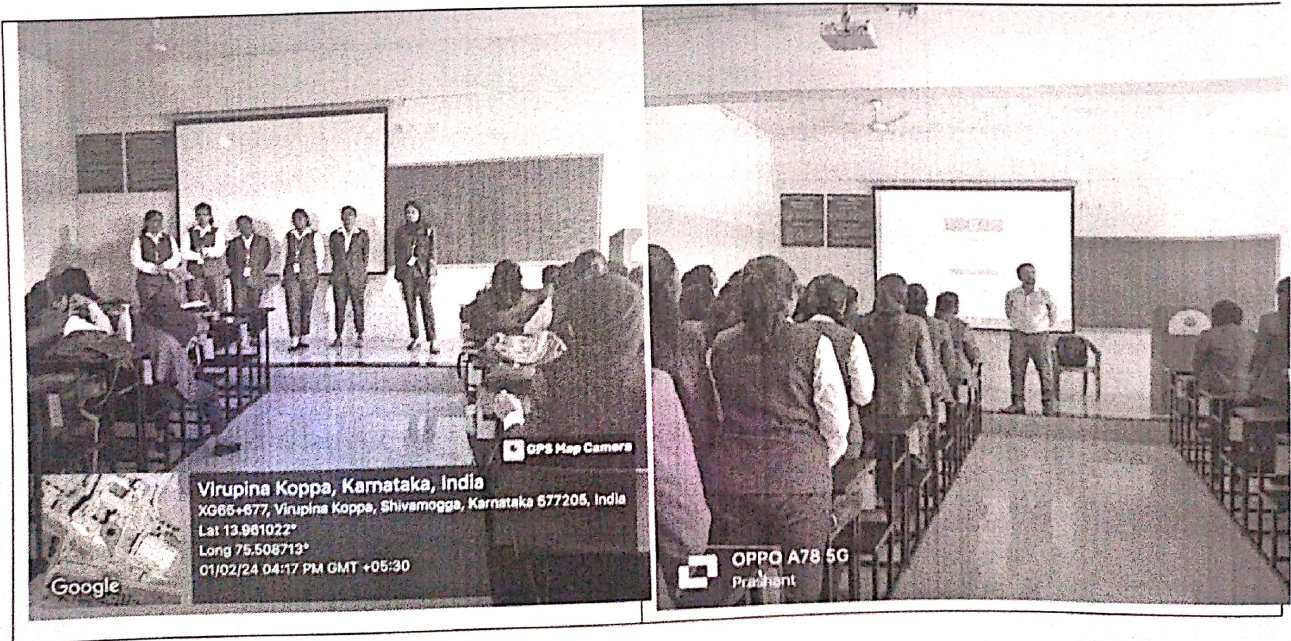 GPS Map Camera
Virupina Koppa, Karnataka, India
XG65+677, Virupina Koppa, Shivamogga, Karnataka 577205, India
Lat 13.961022°
Long 75.508713°
01/02/24 04:17 PM GMT +05:30
Google
OPPO A78 5G
Prashant